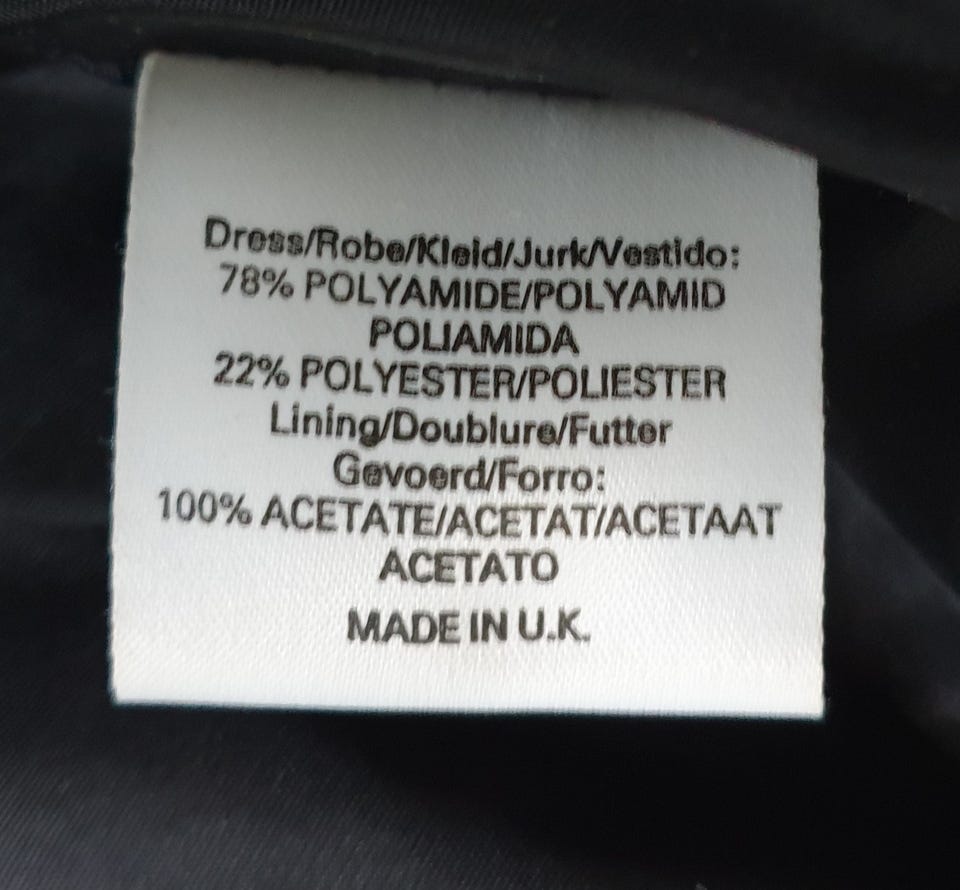 Dress/Robe/Kleid/Jurk/Vestido:
78% POLYAMIDE/POLYAMID
POLIAMIDA
22% POLYESTER/POLIESTER
Lining/Doublure/Futter
Gevoerd/Forro:
100% ACETATE/ACETAT/ACETAAT
ACETATO
MADE IN U.K.